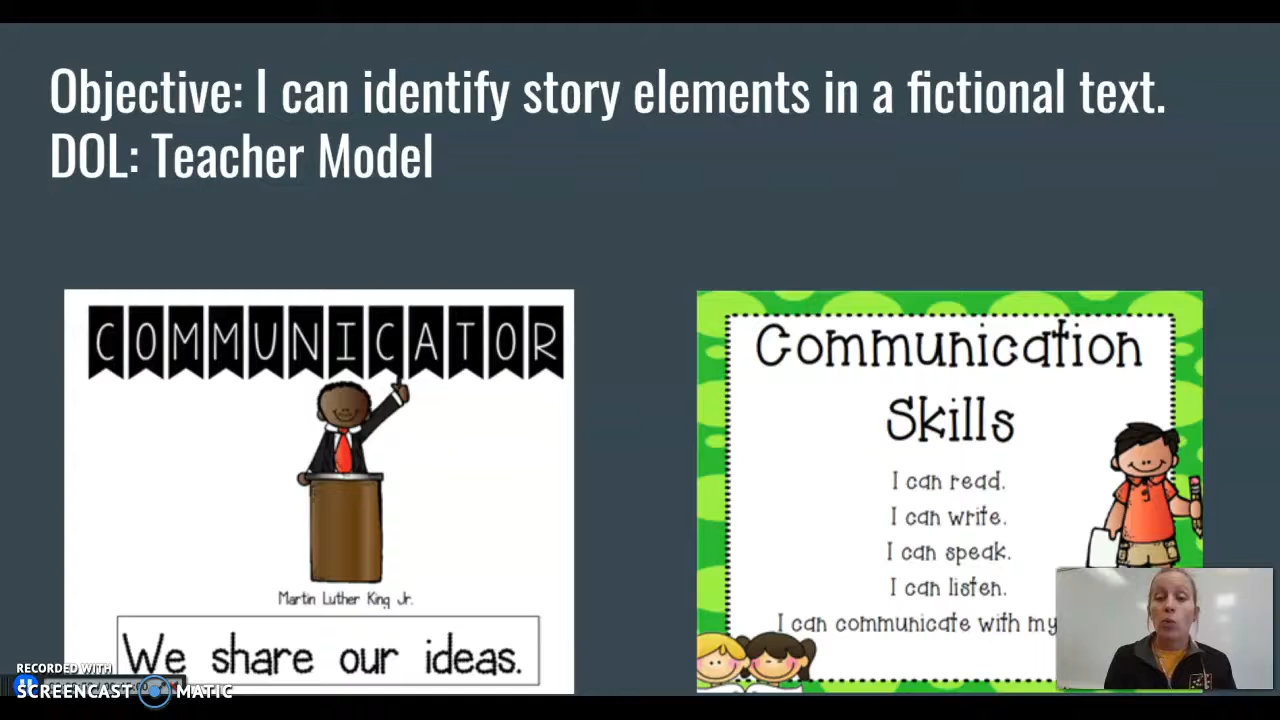 Objective: I can identify story elements in a fictional text.
DOL: Teacher Model
COMMUNICATOR
Martin Luther King Jr.
We share our ideas.
Communication
Skills
I can read.
I can write.
I can speak.
I can listen.
I can communicate with my
RECORDED WITH
SCREENCAST MATIC